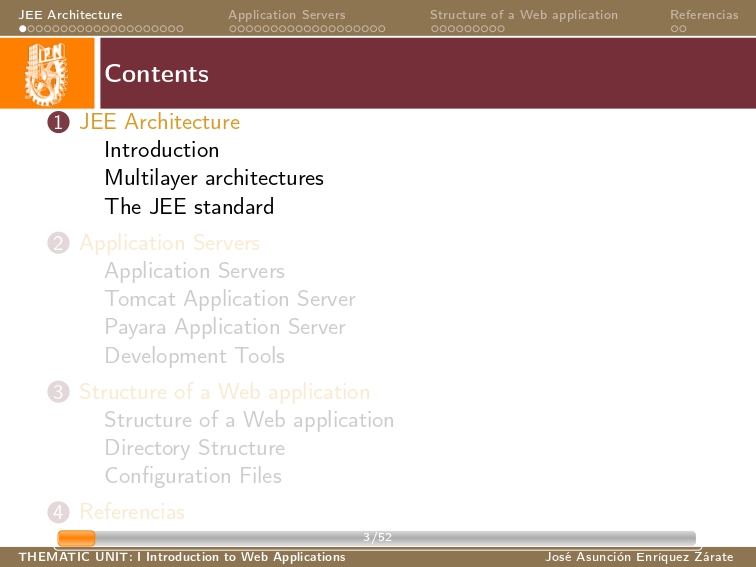 JEE Architecture Application Servers Structure of a Web application Referencias
IPN
Contents
1 JEE Architecture
Introduction
Multilayer architectures
The JEE standard
2 Application Servers
Application Servers
Tomcat Application Server
Payara Application Server
Development Tools
3 Structure of a Web application
Structure of a Web application
Directory Structure
Configuration Files
4 Referencias
3/52
THEMATIC UNIT: I Introduction to Web Applications José Asunción Enríquez Zárate